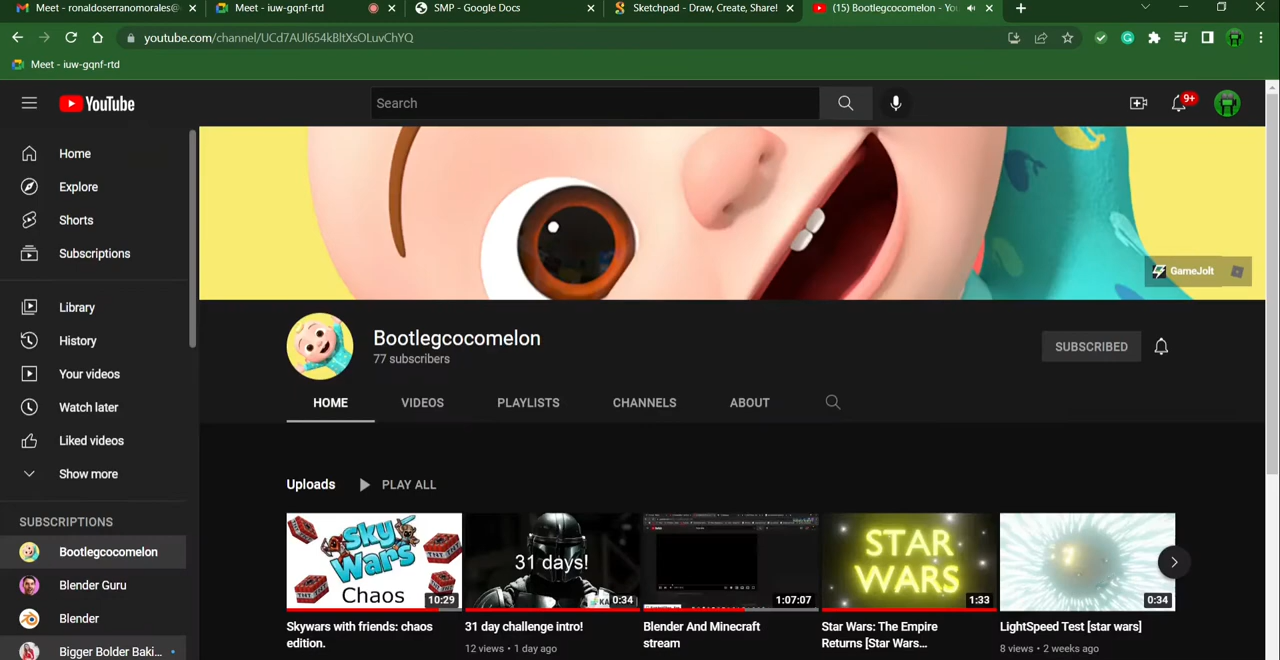 Meet - ronaldoserranomorales@
Meet - iuw-gqnf-rtd
SMP - Google Docs
Sketchpad - Draw, Create, Share!
(15) Bootlegcocomelon - You
youtube.com/channel/UCd7AUl654kBltXsOLuvChYQ
Meet - iuw-gqnf-rtd
YouTube
Search
9+
Home
Explore
Shorts
Subscriptions
Library
History
Your videos
Watch later
Liked videos
Show more
SUBSCRIPTIONS
Bootlegcocomelon
Blender Guru
Blender
Bigger Bolder Baki...
GameJolt
Bootlegcocomelon
77 subscribers
SUBSCRIBED
HOME VIDEOS PLAYLISTS CHANNELS ABOUT
Uploads PLAY ALL
Sky Wars
Chaos
10:29
Skywars with friends: chaos
edition.
31 days!
0:34
31 day challenge intro!
12 views • 1 day ago
1:07:07
Blender And Minecraft
stream
STAR
WARS
1:33
Star Wars: The Empire
Returns [Star Wars...
0:34
LightSpeed Test [star wars]
8 views • 2 weeks ago